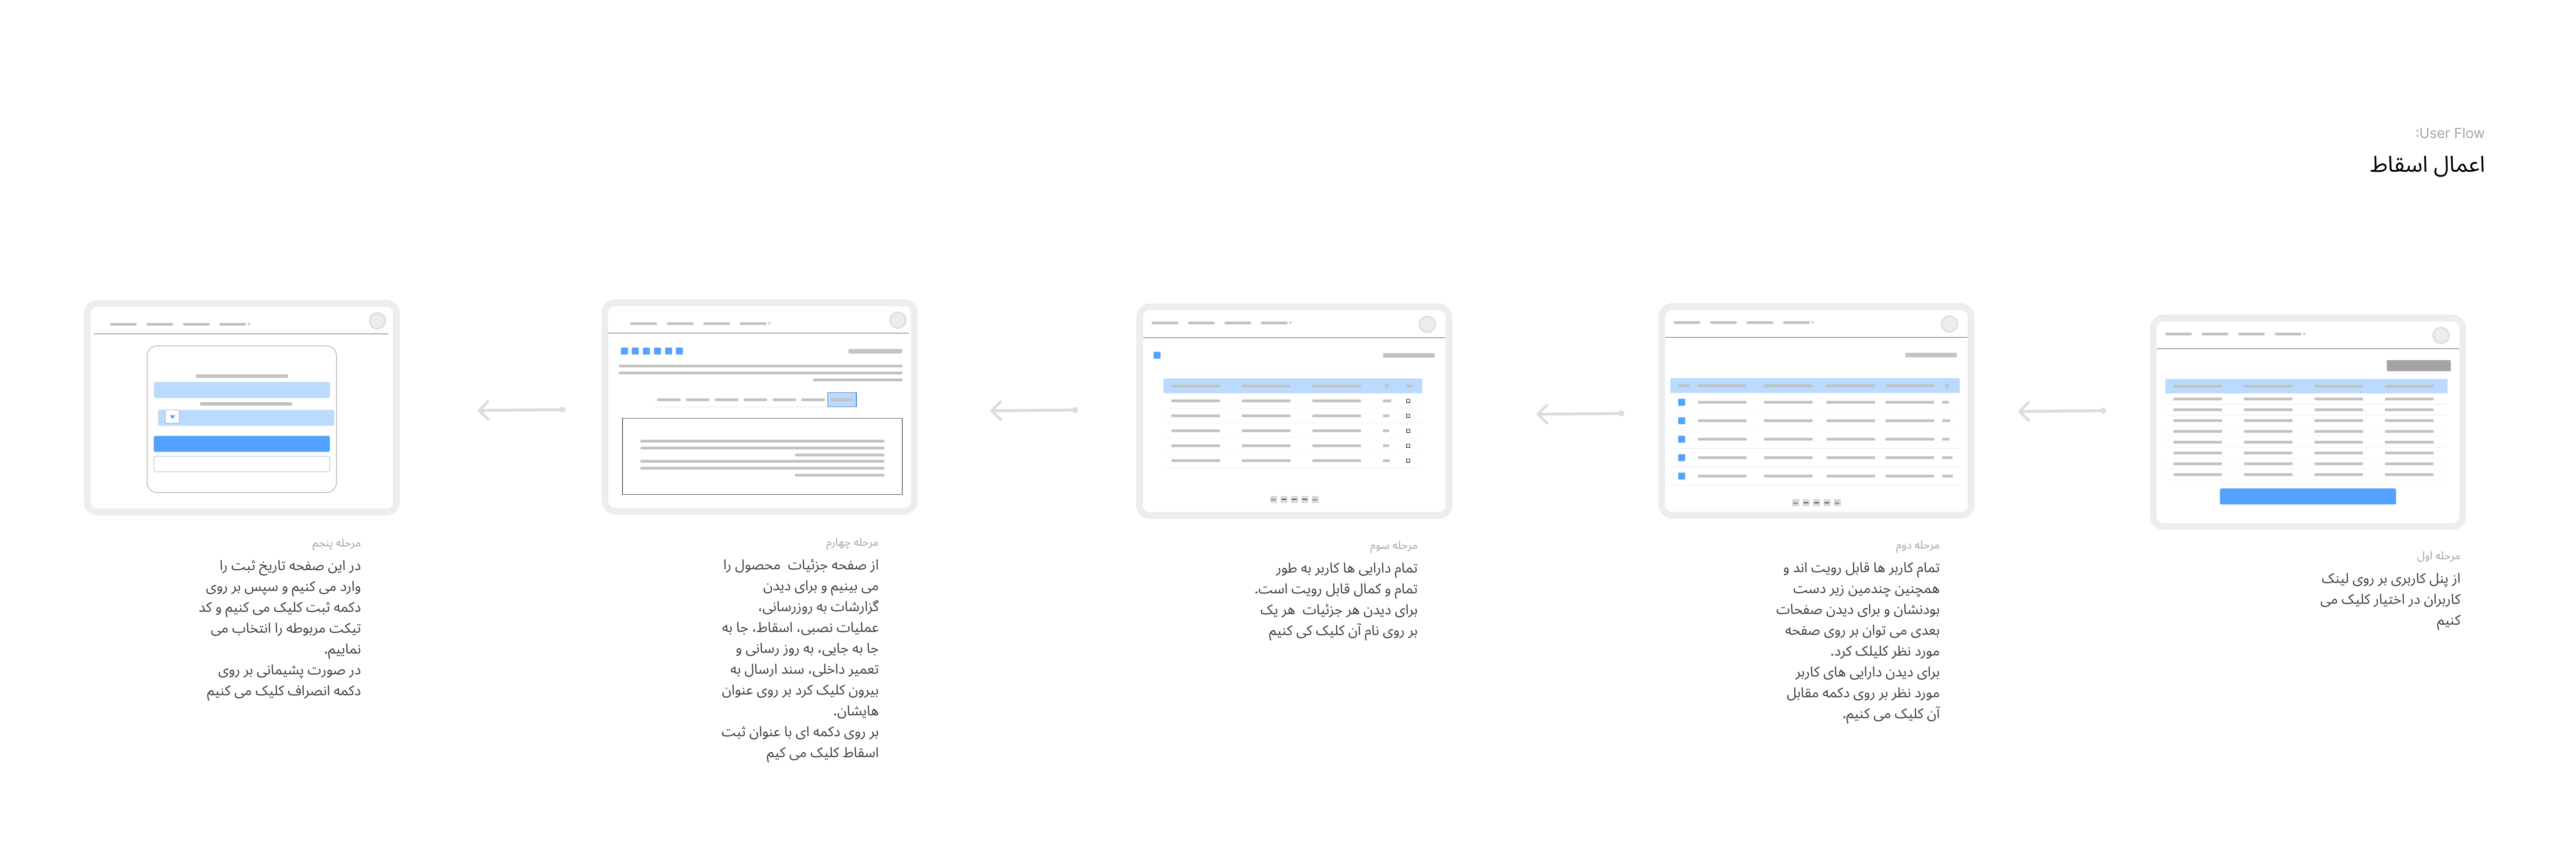 User Flow:
اعمال اسقاط
مرحله اول
از پنل کاربری بر روی لینک
کاربران در اختیار کلیک می
کنیم
مرحله دوم
تمام کاربر ها قابل رویت اند و
همچنین چندمین زیر دست
بودنشان و برای دیدن صفحات
بعدی می توان بر روی صفحه
مورد نظر کلیلک کرد.
برای دیدن دارایی های کاربر
مورد نظر بر روی دکمه مقابل
آن کلیک می کنیم.
مرحله سوم
تمام دارایی ها کاربر به طور
تمام و کمال قابل رویت است.
برای دیدن هر جزئیات هر یک
بر روی نام آن کلیک کی کنیم
مرحله چهارم
از صفحه جزئیات محصول را
می بینیم و برای دیدن
گزارشات به روزرسانی،
عملیات نصبی، اسقاط، جا به
جا به جایی، به روز رسانی و
تعمیر داخلی، سند ارسال به
بیرون کلیک کرد بر روی عنوان
هایشان.
بر روی دکمه ای با عنوان ثبت
اسقاط کلیک می کیم
مرحله پنجم
در این صفحه تاریخ ثبت را
وارد می کنیم و سپس بر روی
دکمه ثبت کلیک می کنیم و کد
تیکت مربوطه را انتخاب می
نماییم.
در صورت پشیمانی بر روی
دکمه انصراف کلیک می کنیم